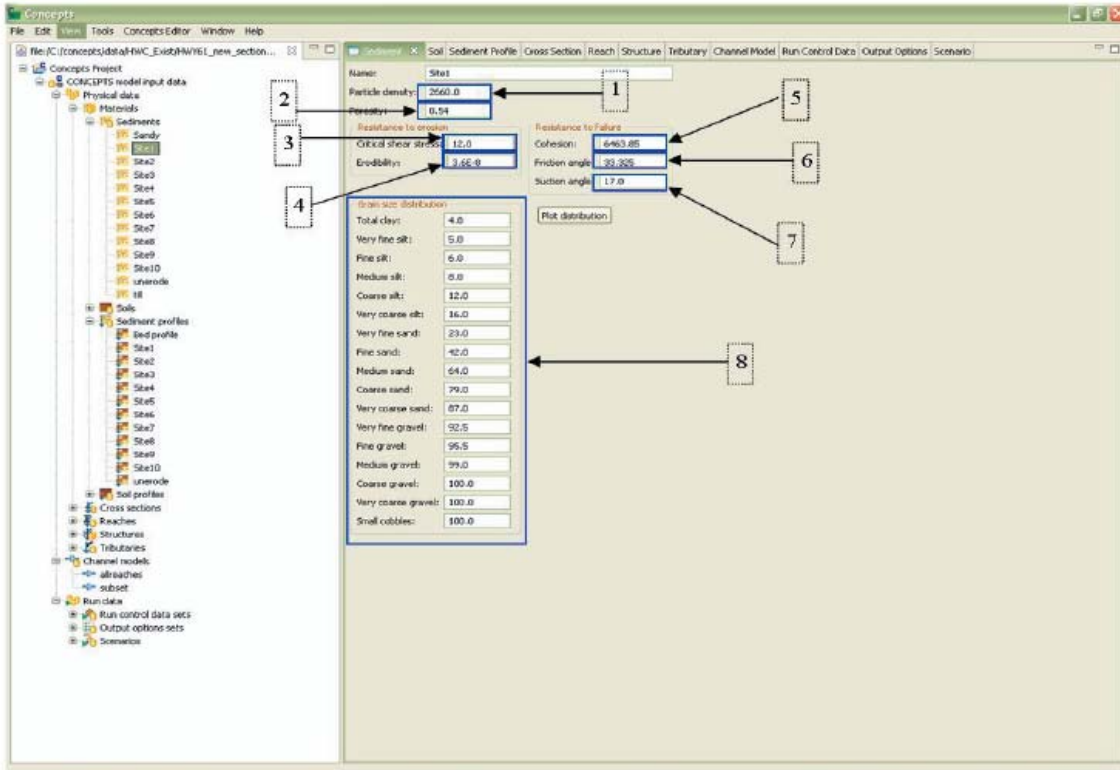 Concepts
File Edit View Tools Concepts Editor Window Help
file:/C:/concepts/data/HWC_Exist/HWY61_new_section...
Sediment Soil Sediment Profile Cross Section Reach Structure Tributary Channel Model Run Control Data Output Options Scenario
Concepts Project
CONCEPTS model input data
Physical data
Materials
Sediments
Sandy
Site1
Site2
Site3
Site4
Site5
Site6
Site7
Site8
Site9
Site10
unerode
till
Soils
Sediment profiles
Bed profile
Site1
Site2
Site3
Site4
Site5
Site6
Site7
Site8
Site9
Site10
unerode
Soil profiles
Cross sections
Reaches
Structures
Tributaries
Channel models
allreaches
subset
Run data
Run control data sets
Output options sets
Scenarios
Name: Site1
Particle density: 2660.0
Porosity: 0.54
Resistance to erosion
Critical shear stress: 12.0
Erodibility: 3.6E-8
Resistance to Failure
Cohesion: 6463.85
Friction angle 33.325
Suction angle 17.0
Grain size distribution
Total clay: 4.0
Very fine silt: 5.0
Fine silt: 6.0
Medium silt: 8.0
Coarse silt: 12.0
Very coarse silt: 16.0
Very fine sand: 23.0
Fine sand: 42.0
Medium sand: 64.0
Coarse sand: 79.0
Very coarse sand: 87.0
Very fine gravel: 92.5
Fine gravel: 95.5
Medium gravel: 99.0
Coarse gravel: 100.0
Very coarse gravel: 100.0
Small cobbles: 100.0
Plot distribution
1
2
3
4
5
6
7
8